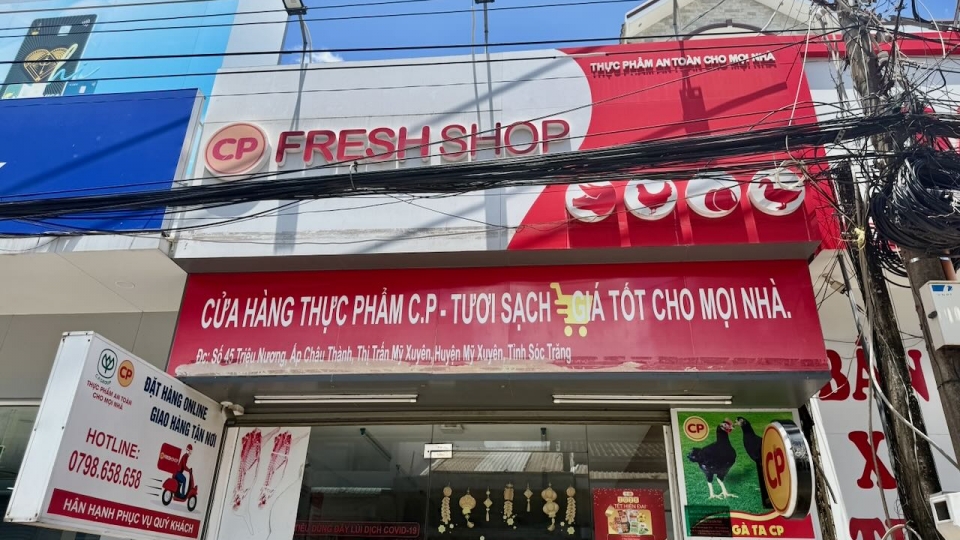 THỰC PHẨM AN TOÀN CHO MỌI NHÀ
CP FRESH SHOP
CỬA HÀNG THỰC PHẨM C.P - TƯƠI SẠCH GIÁ TỐT CHO MỌI NHÀ.
Đc: Số 45 Triệu Nương, Ấp Châu Thành, Thị Trấn Mỹ Xuyên, Huyện Mỹ Xuyên, Tỉnh Sóc Trăng
CP
THỰC PHẨM AN TOÀN
CHO MỌI NHÀ
ĐẶT HÀNG ONLINE
GIAO HÀNG TẬN NƠI
HOTLINE:
0798.658.658
HÂN HẠNH PHỤC VỤ QUÝ KHÁCH
ĐẨY LÙI DỊCH COVID-19
CP
CP
GÀ TA CP
BÁN
X